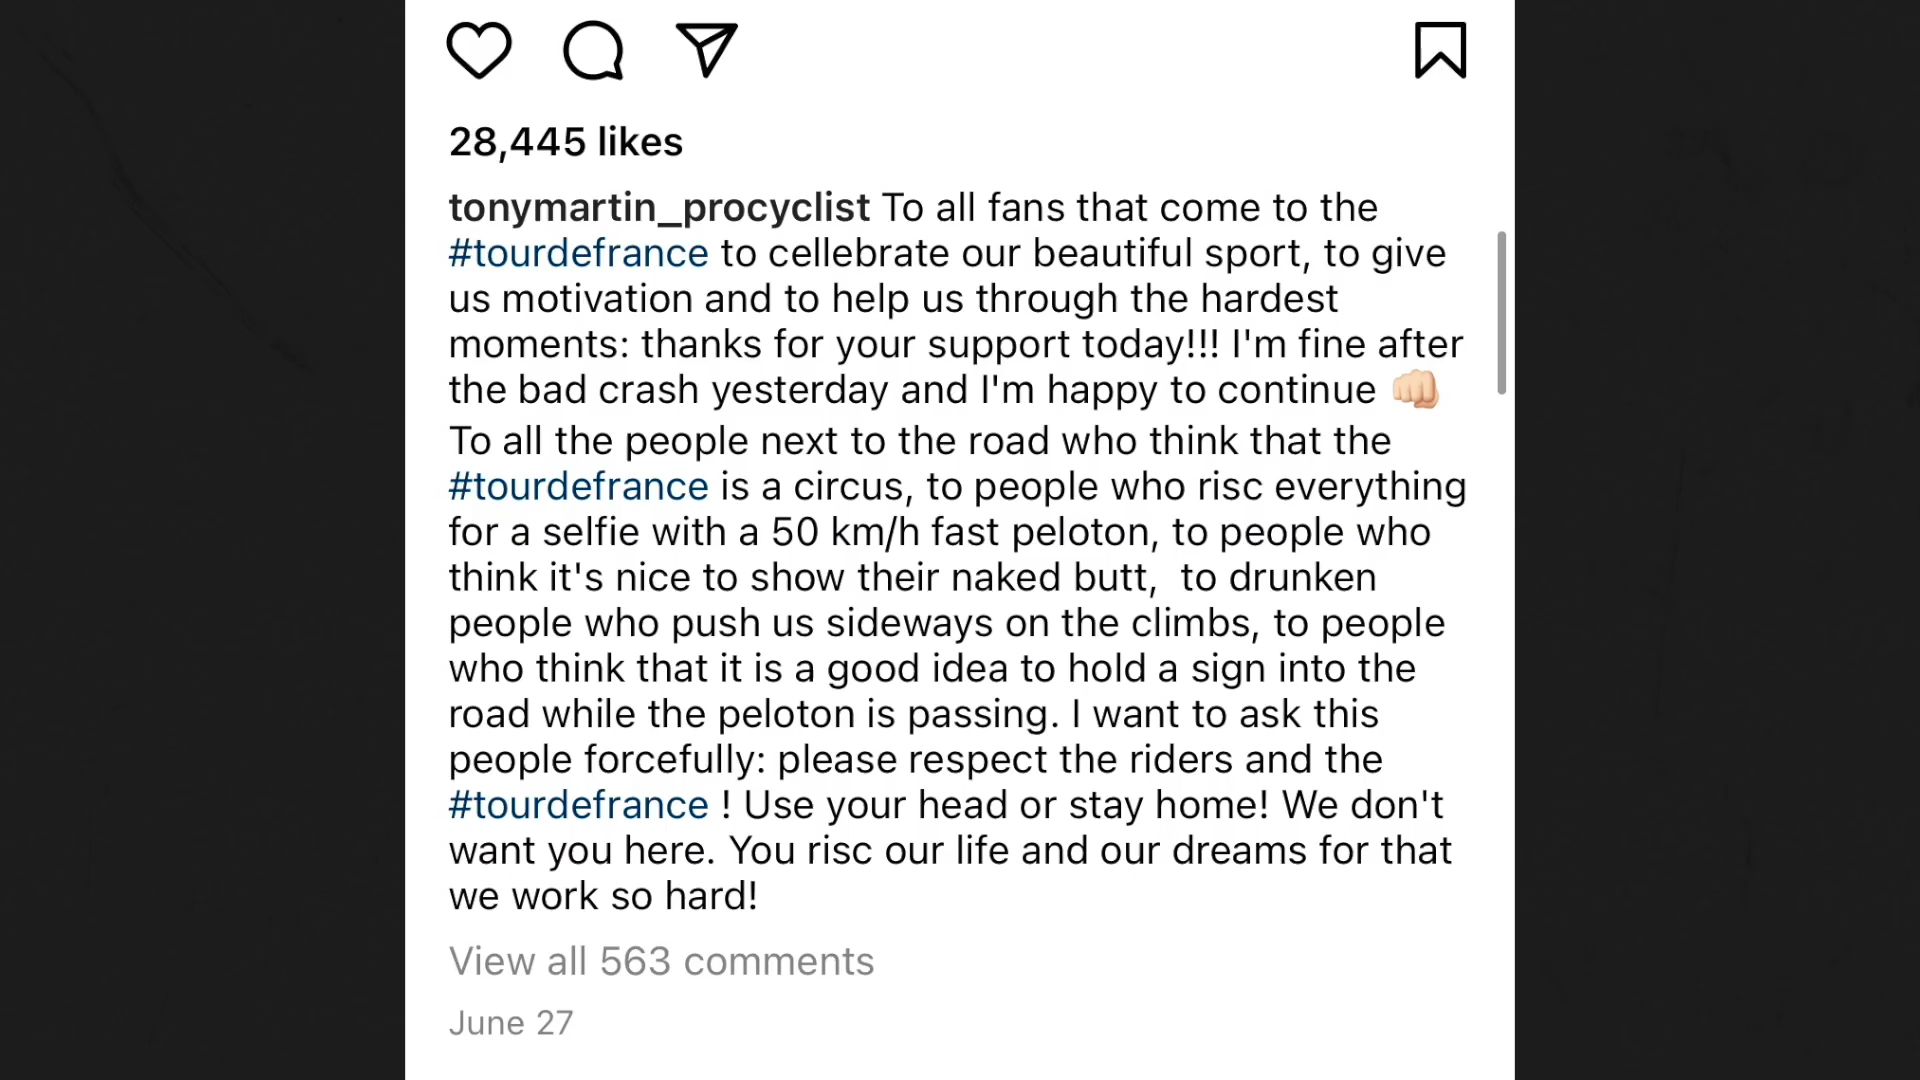 28,445 likes
tonymartin_procyclist To all fans that come to the
#tourdefrance to cellebrate our beautiful sport, to give
us motivation and to help us through the hardest
moments: thanks for your support today!!! I'm fine after
the bad crash yesterday and I'm happy to continue 👊🏻
To all the people next to the road who think that the
#tourdefrance is a circus, to people who risc everything
for a selfie with a 50 km/h fast peloton, to people who
think it's nice to show their naked butt,  to drunken
people who push us sideways on the climbs, to people
who think that it is a good idea to hold a sign into the
road while the peloton is passing. I want to ask this
people forcefully: please respect the riders and the
#tourdefrance ! Use your head or stay home! We don't
want you here. You risc our life and our dreams for that
we work so hard!
View all 563 comments
June 27